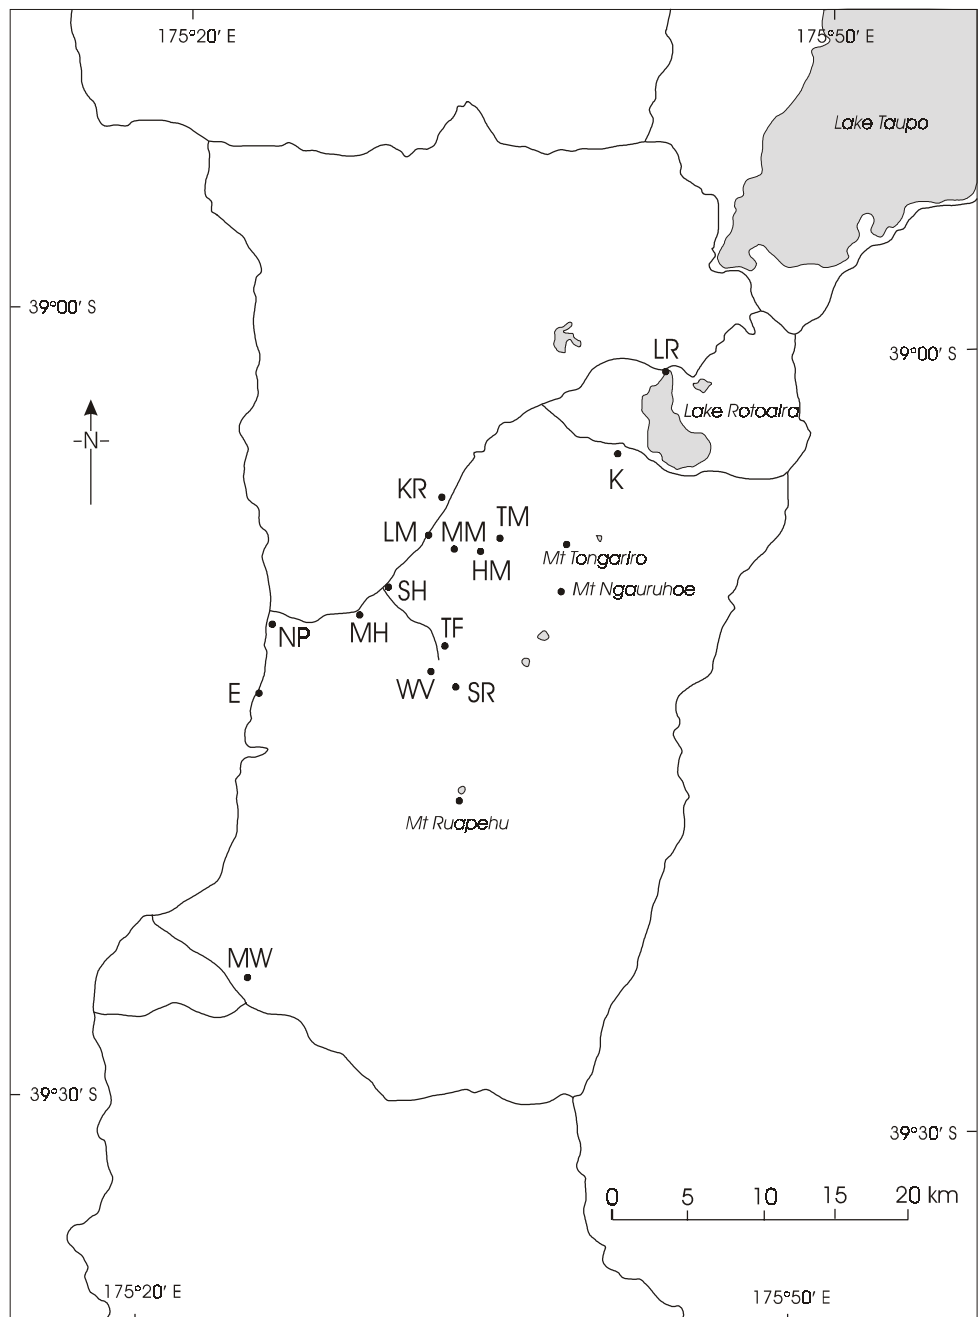 175°20' E
175°50' E
Lake Taupo
39°00' S
39°00' S
LR
Lake Rotoaira
-N-
K
KR
TM
LM
MM
HM
Mt Tongariro
Mt Ngauruhoe
SH
MH
NP
TF
WV
SR
E
Mt Ruapehu
MW
39°30' S
39°30' S
0 5 10 15 20 km
175°20' E
175°50' E